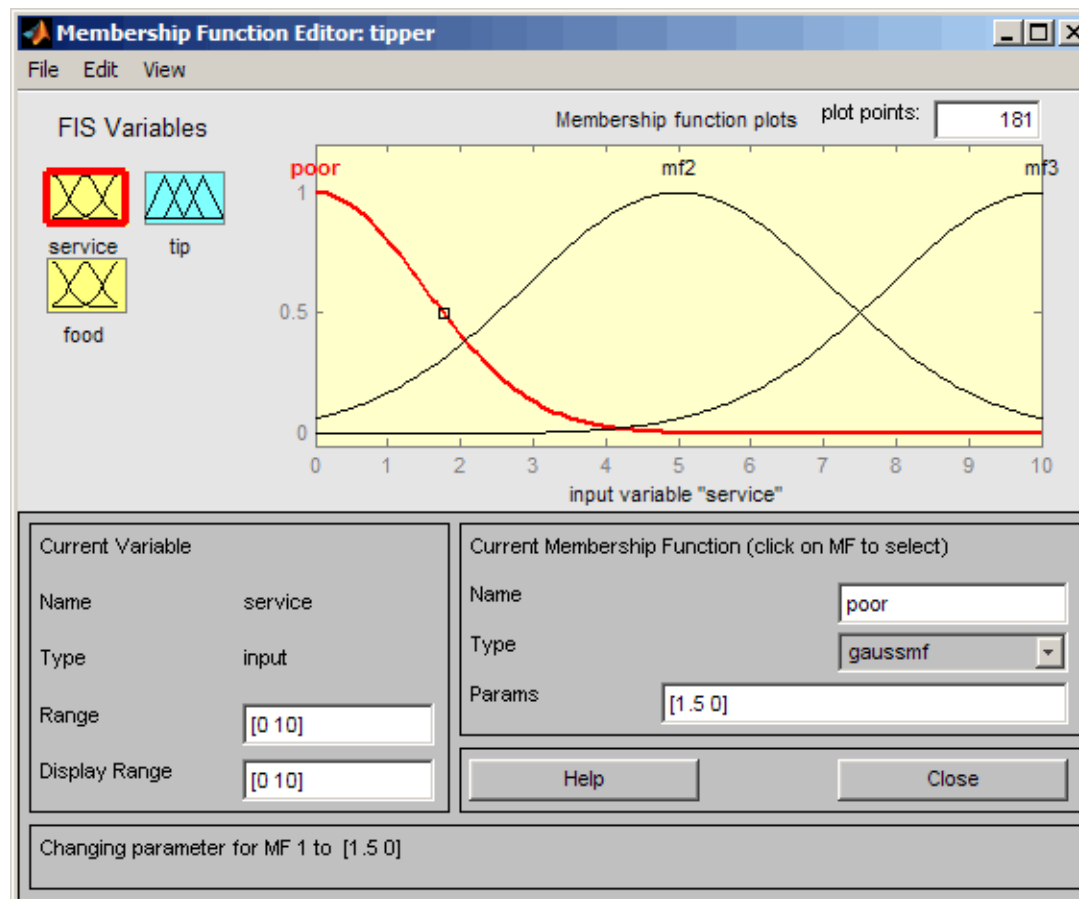 Membership Function Editor: tipper
File Edit View
FIS Variables
Membership function plots plot points: 181
service
tip
food
poor mf2 mf3
1
0.5
0
0 1 2 3 4 5 6 7 8 9 10
input variable "service"
Current Variable
Name service
Type input
Range [0 10]
Display Range [0 10]
Current Membership Function (click on MF to select)
Name poor
Type gaussmf
Params [1.5 0]
Help Close
Changing parameter for MF 1 to [1.5 0]